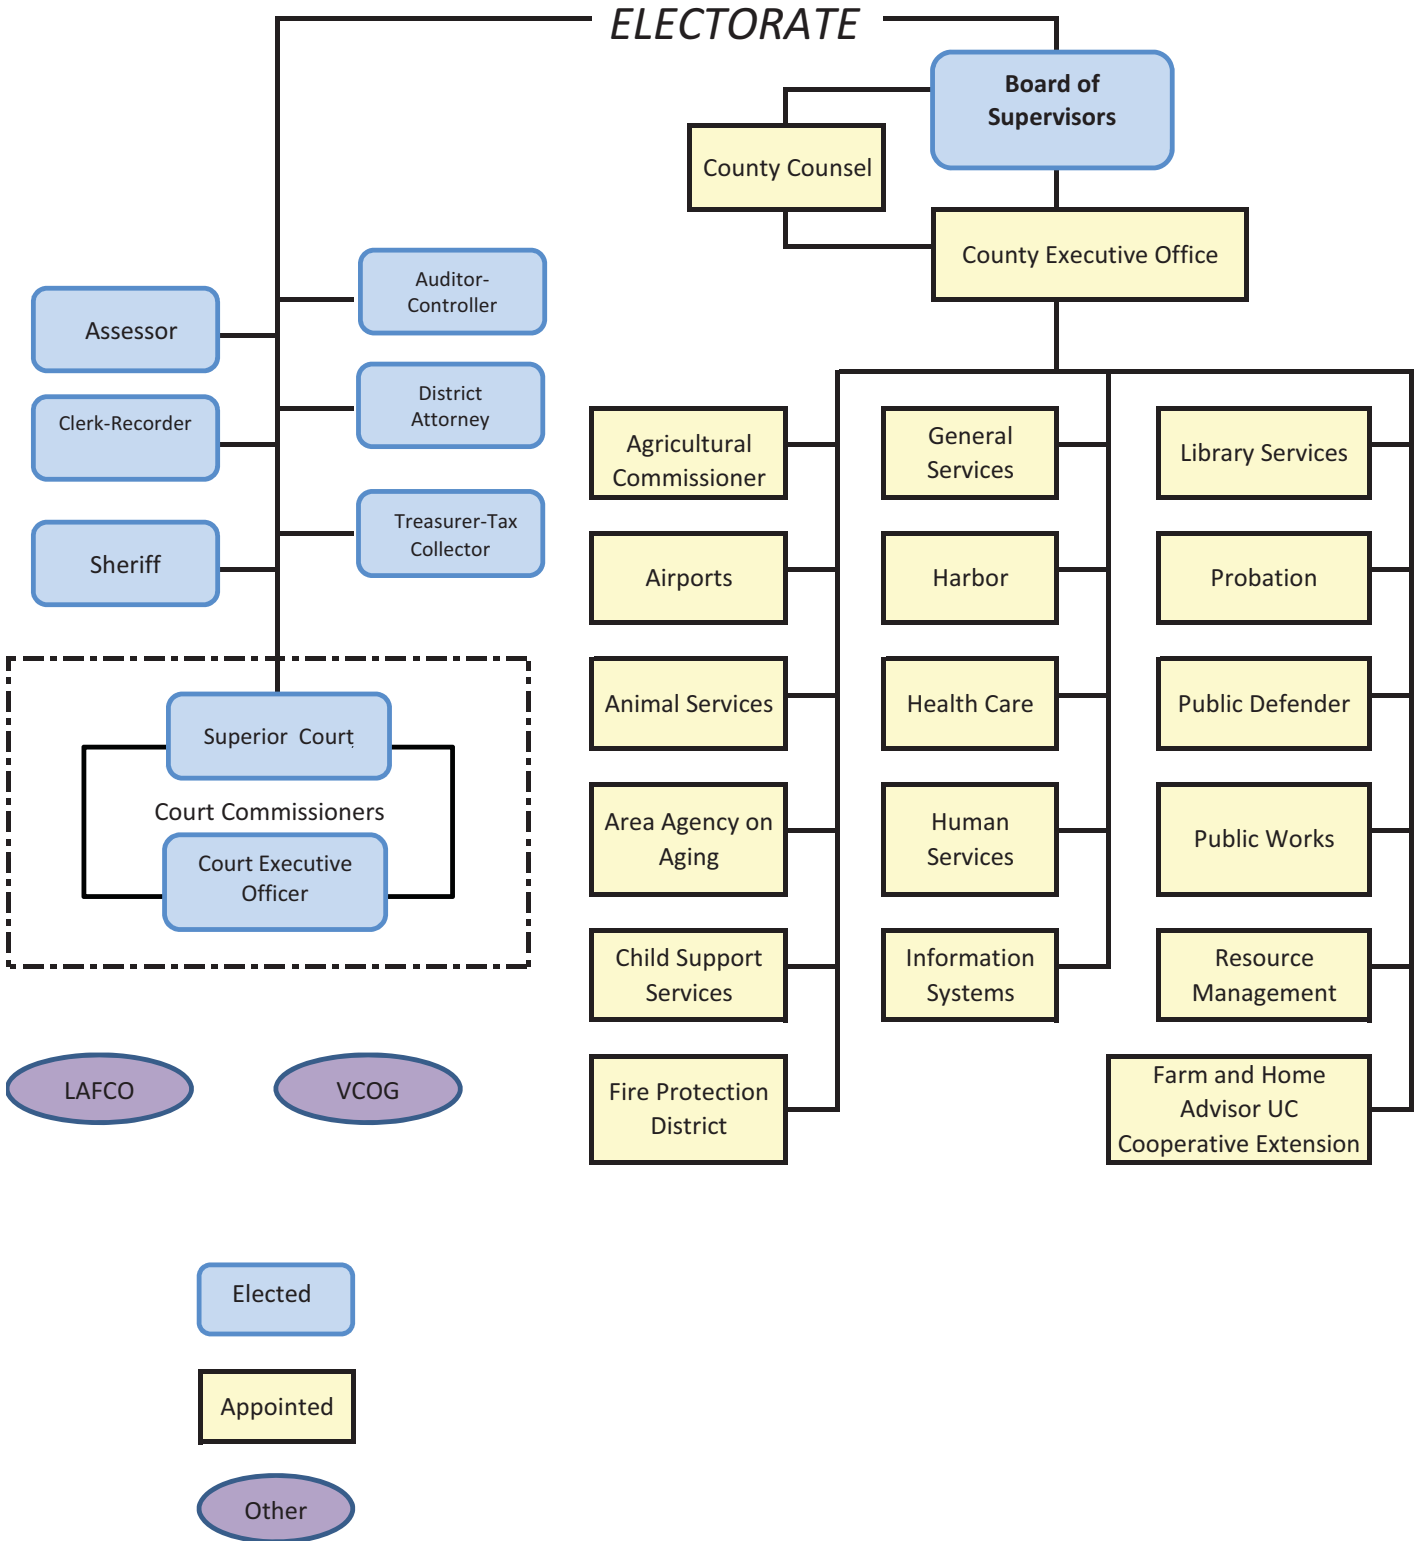 ELECTORATE
Board of
Supervisors
County Counsel
County Executive Office
Auditor-
Controller
Assessor
District
Attorney
Clerk-Recorder
Treasurer-Tax
Collector
Sheriff
Superior  Court
Court Commissioners
Court Executive
Officer
Agricultural
Commissioner
General
Services
Library Services
Airports
Harbor
Probation
Animal Services
Health Care
Public Defender
Area Agency on
Aging
Human
Services
Public Works
Child Support
Services
Information
Systems
Resource
Management
Fire Protection
District
Farm and Home
Advisor UC
Cooperative Extension
LAFCO
VCOG
Elected
Appointed
Other